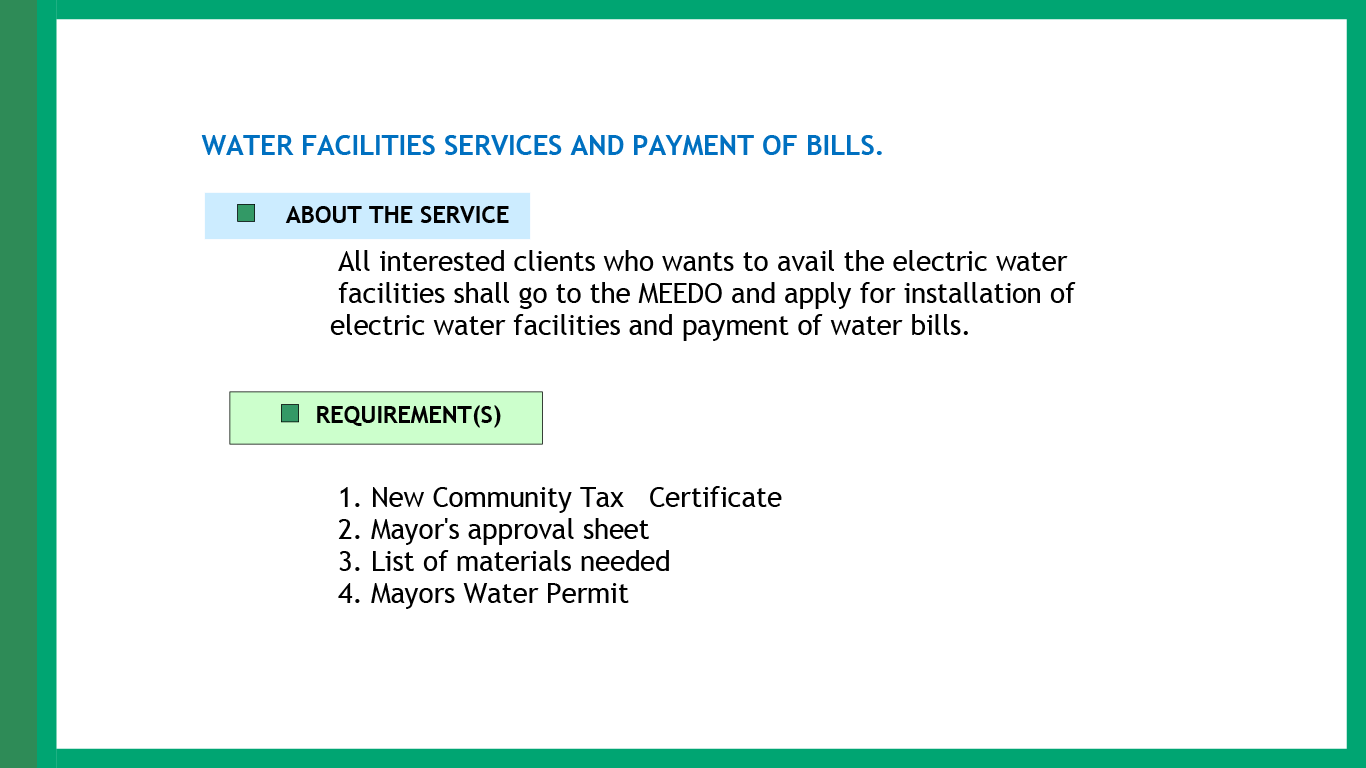 WATER FACILITIES SERVICES AND PAYMENT OF BILLS.
ABOUT THE SERVICE
All interested clients who wants to avail the electric water
facilities shall go to the MEEDO and apply for installation of
electric water facilities and payment of water bills.
REQUIREMENT(S)
1. New Community Tax Certificate
2. Mayor's approval sheet
3. List of materials needed
4. Mayors Water Permit